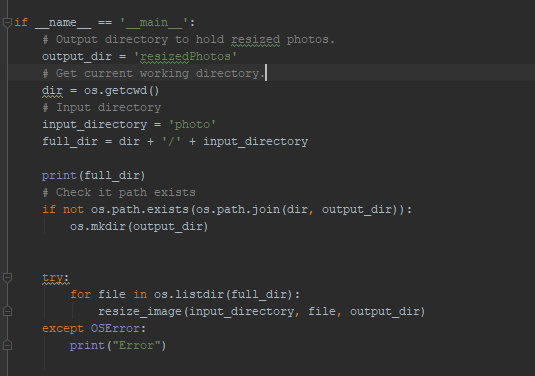 if __name__ == '__main__':
    # Output directory to hold resized photos.
    output_dir = 'resizedPhotos'
    # Get current working directory.
    dir = os.getcwd()
    # Input directory
    input_directory = 'photo'
    full_dir = dir + '/' + input_directory

    print(full_dir)
    # Check it path exists
    if not os.path.exists(os.path.join(dir, output_dir)):
        os.mkdir(output_dir)


    try:
        for file in os.listdir(full_dir):
            resize_image(input_directory, file, output_dir)
    except OSError:
        print("Error")